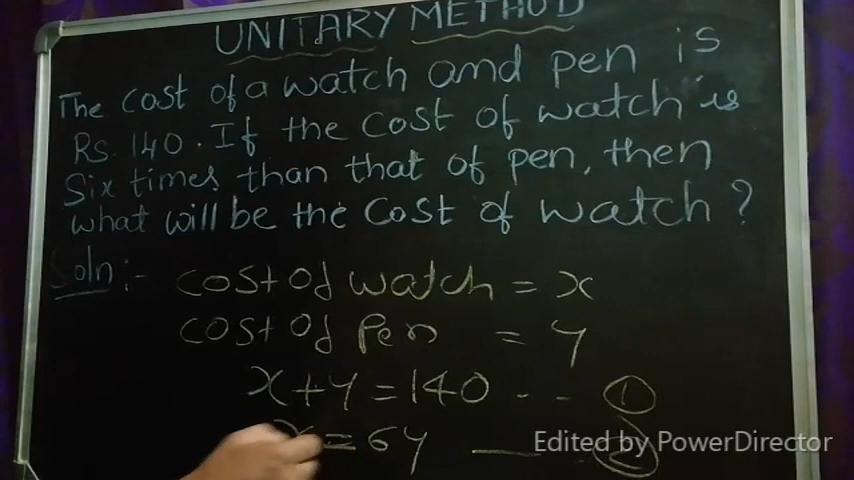 UNITARY METHOD
The cost of a watch and pen is
Rs. 140. If the cost of watch is
Six times than that of pen, then
what will be the cost of watch ?
Soln :-
cost of watch = x
cost of Pen = y
x + y = 140 - - ①
x = 6y — ②
Edited by PowerDirector